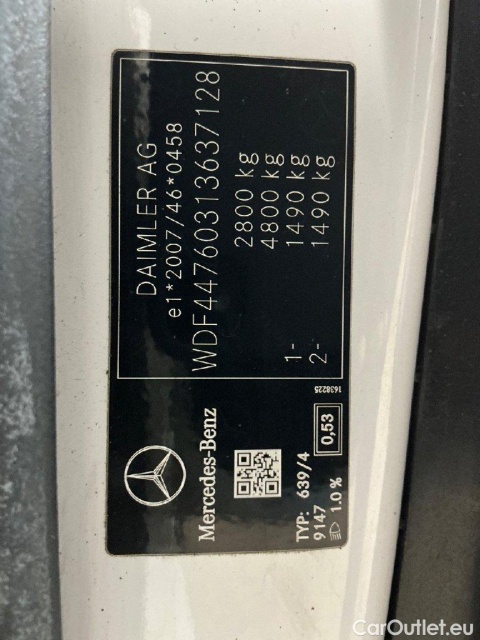 DAIMLER AG
e1*2007/46*0458
WDF44760313637128
2800 kg
4800 kg
1- 1490 kg
2- 1490 kg
Mercedes-Benz
TYP: 639/4
9147
1.0 %
0,53
1638225
CarOutlet.eu